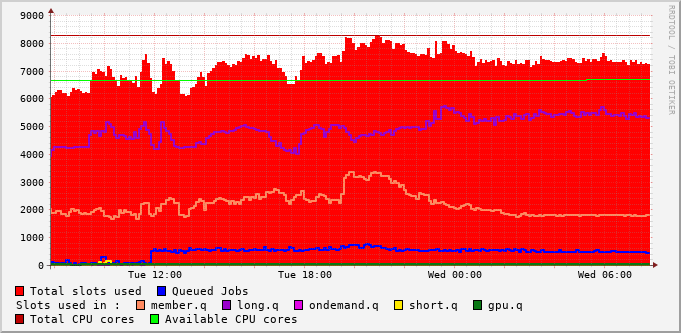 9000
8000
7000
6000
5000
4000
3000
2000
1000
0
Tue 12:00 Tue 18:00 Wed 00:00 Wed 06:00
RRDTOOL / TOBI OETIKER
Total slots used Queued Jobs
Slots used in : member.q long.q ondemand.q short.q gpu.q
Total CPU cores Available CPU cores